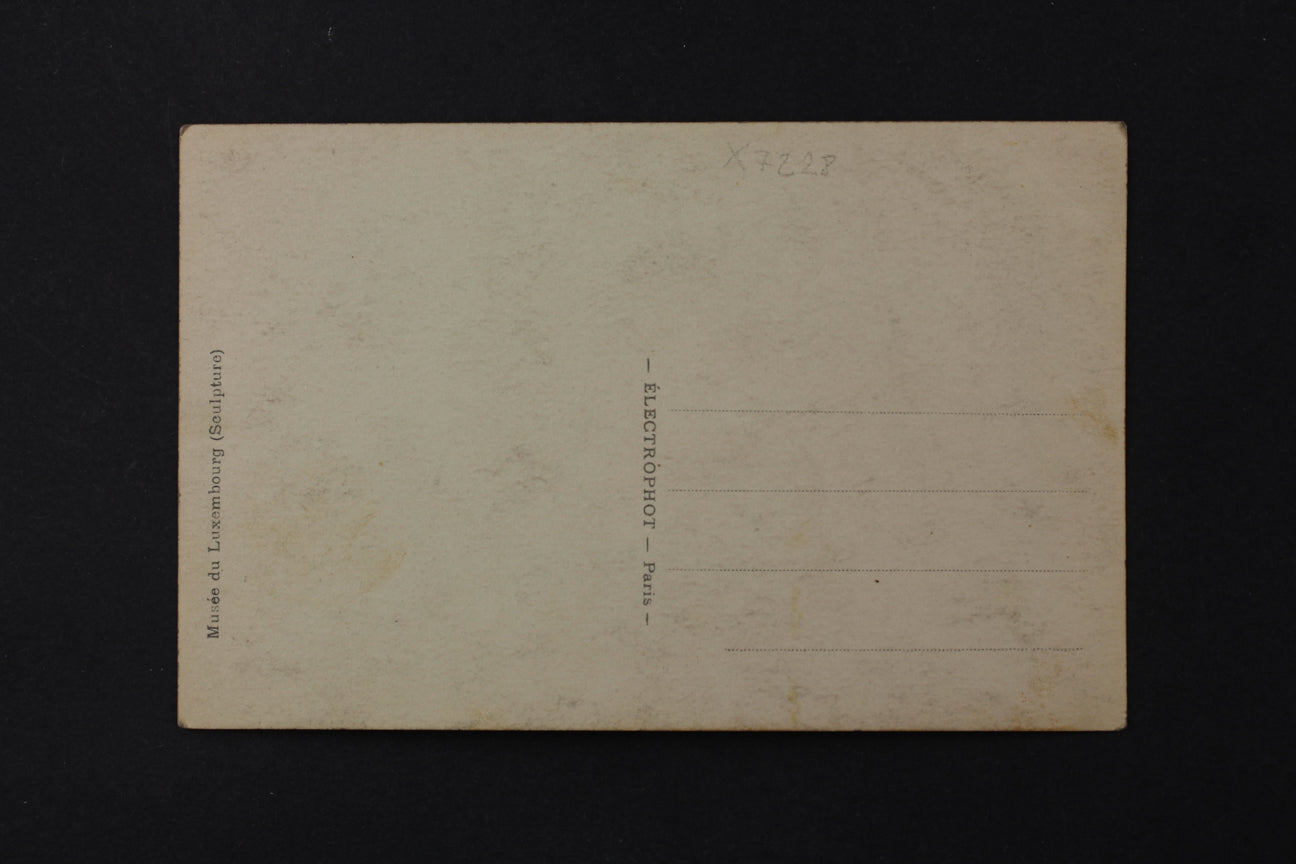 X7228
Musée du Luxembourg (Sculpture)
— ÉLECTROPHOT — Paris —